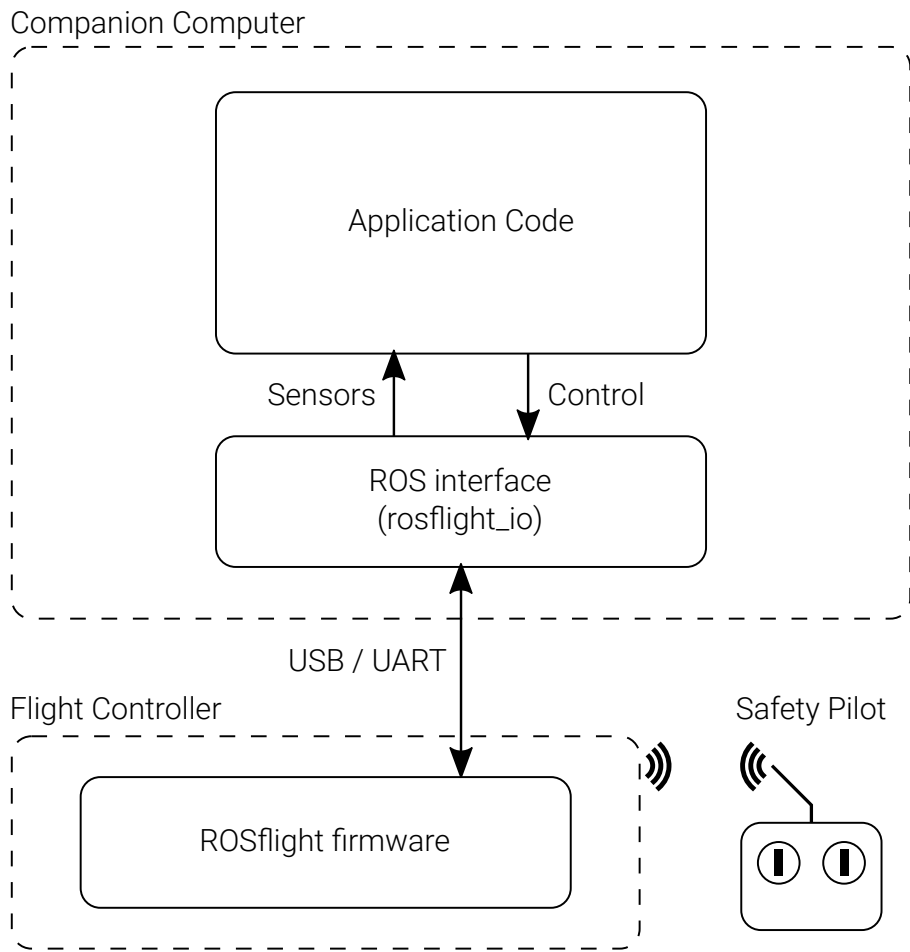 Companion Computer
Application Code
Sensors
Control
ROS interface
(rosflight_io)
USB / UART
Flight Controller
Safety Pilot
ROSflight firmware